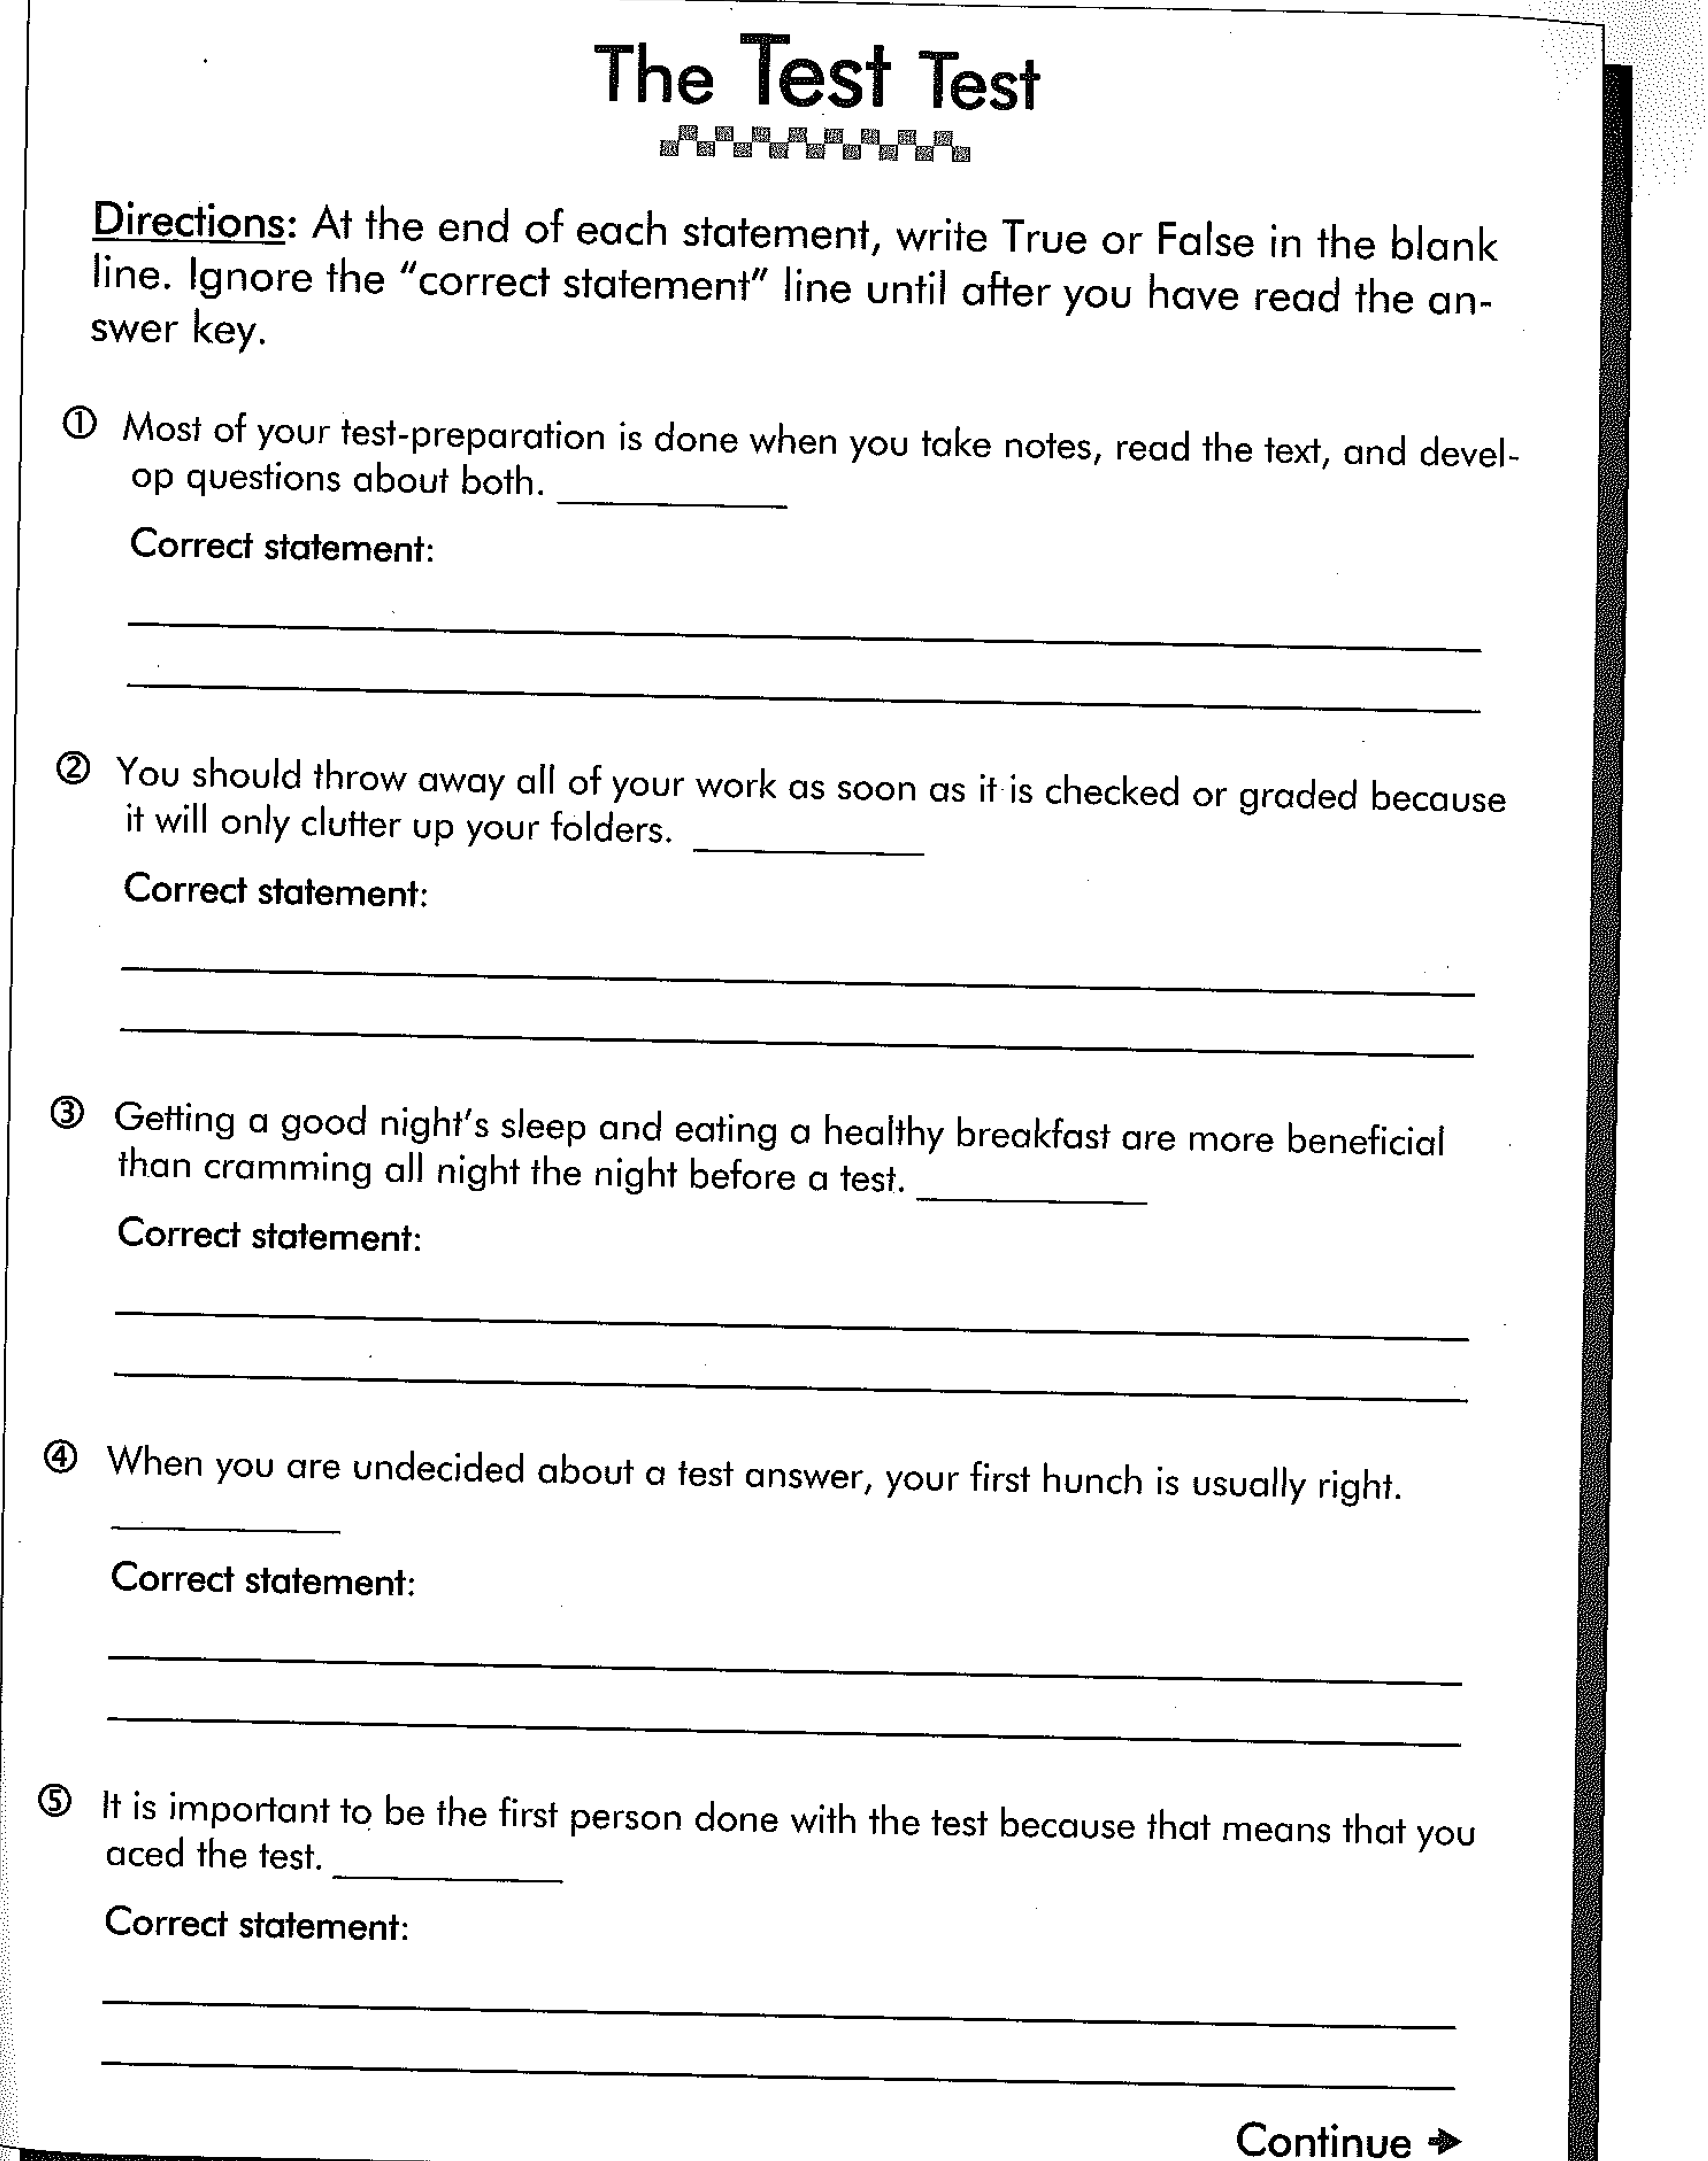 The Test Test
Directions: At the end of each statement, write True or False in the blank
line. Ignore the "correct statement" line until after you have read the an-
swer key.
① Most of your test-preparation is done when you take notes, read the text, and devel-
op questions about both. __________
Correct statement:
② You should throw away all of your work as soon as it is checked or graded because
it will only clutter up your folders. __________
Correct statement:
③ Getting a good night's sleep and eating a healthy breakfast are more beneficial
than cramming all night the night before a test. __________
Correct statement:
④ When you are undecided about a test answer, your first hunch is usually right.
__________
Correct statement:
⑤ It is important to be the first person done with the test because that means that you
aced the test. __________
Correct statement:
Continue ➔